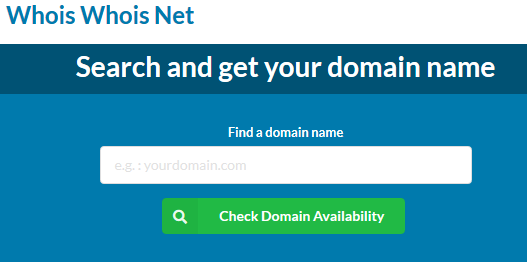 Whois Whois Net
Search and get your domain name
Find a domain name
e.g. : yourdomain.com
Check Domain Availability